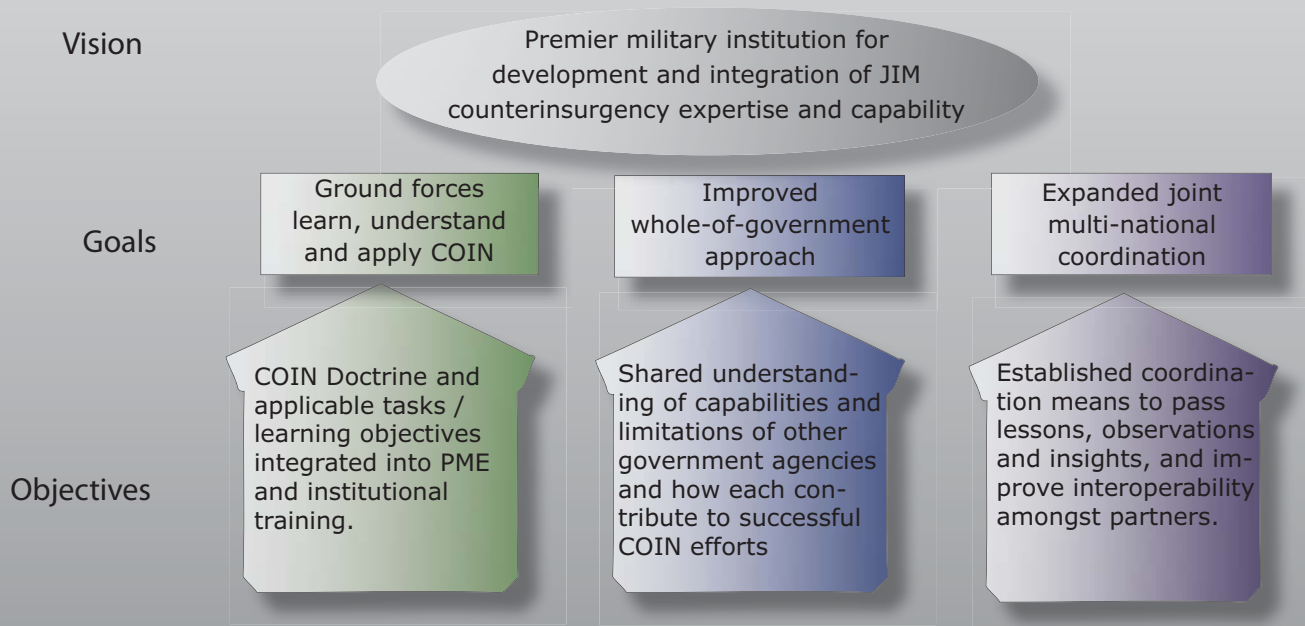 Vision
Premier military institution for
development and integration of JIM
counterinsurgency expertise and capability
Goals
Ground forces
learn, understand
and apply COIN
Improved
whole-of-government
approach
Expanded joint
multi-national
coordination
Objectives
COIN Doctrine and
applicable tasks /
learning objectives
integrated into PME
and institutional
training.
Shared understand-
ing of capabilities and
limitations of other
government agencies
and how each con-
tribute to successful
COIN efforts
Established coordina-
tion means to pass
lessons, observations
and insights, and im-
prove interoperability
amongst partners.